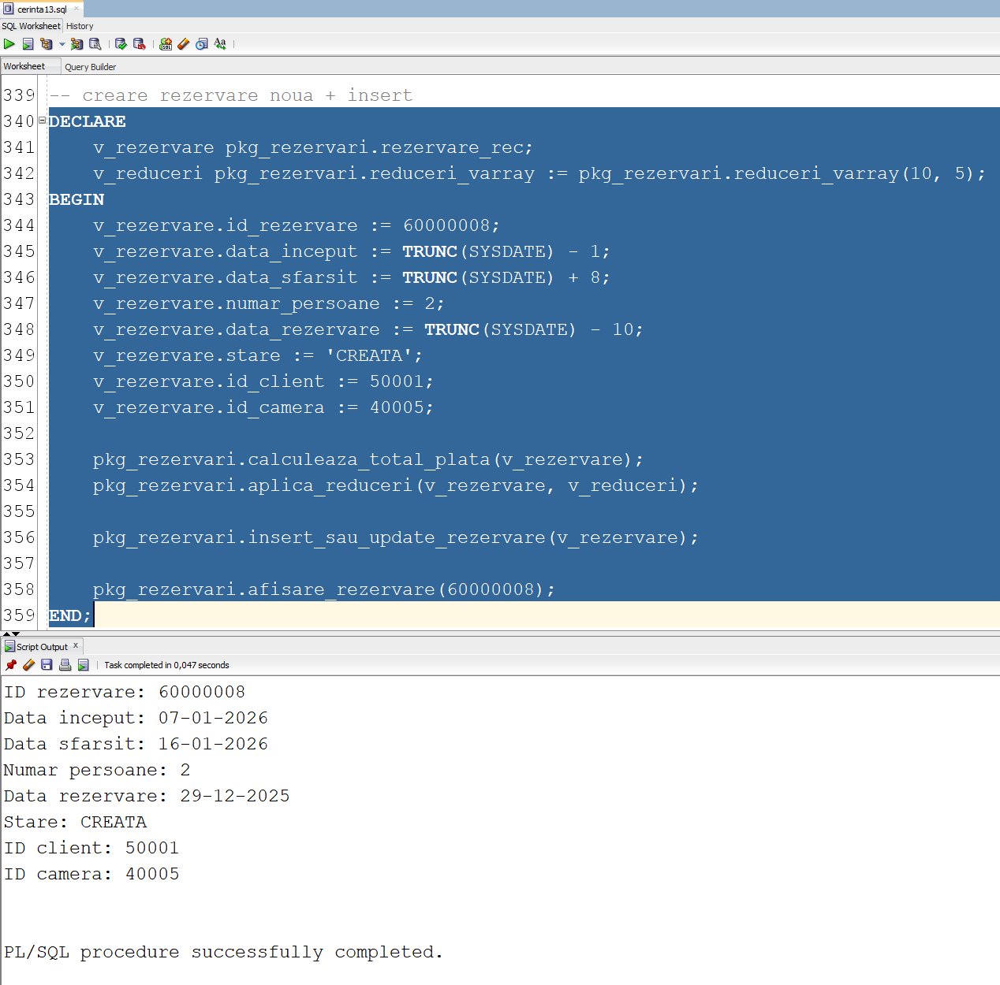 cerinta13.sql
SQL Worksheet History
Worksheet Query Builder
339 -- creare rezervare noua + insert
340 DECLARE
341     v_rezervare pkg_rezervari.rezervare_rec;
342     v_reduceri pkg_rezervari.reduceri_varray := pkg_rezervari.reduceri_varray(10, 5);
343 BEGIN
344     v_rezervare.id_rezervare := 60000008;
345     v_rezervare.data_inceput := TRUNC(SYSDATE) - 1;
346     v_rezervare.data_sfarsit := TRUNC(SYSDATE) + 8;
347     v_rezervare.numar_persoane := 2;
348     v_rezervare.data_rezervare := TRUNC(SYSDATE) - 10;
349     v_rezervare.stare := 'CREATA';
350     v_rezervare.id_client := 50001;
351     v_rezervare.id_camera := 40005;
352
353     pkg_rezervari.calculeaza_total_plata(v_rezervare);
354     pkg_rezervari.aplica_reduceri(v_rezervare, v_reduceri);
355
356     pkg_rezervari.insert_sau_update_rezervare(v_rezervare);
357
358     pkg_rezervari.afisare_rezervare(60000008);
359 END;
Script Output x
Task completed in 0,047 seconds
ID rezervare: 60000008
Data inceput: 07-01-2026
Data sfarsit: 16-01-2026
Numar persoane: 2
Data rezervare: 29-12-2025
Stare: CREATA
ID client: 50001
ID camera: 40005
PL/SQL procedure successfully completed.